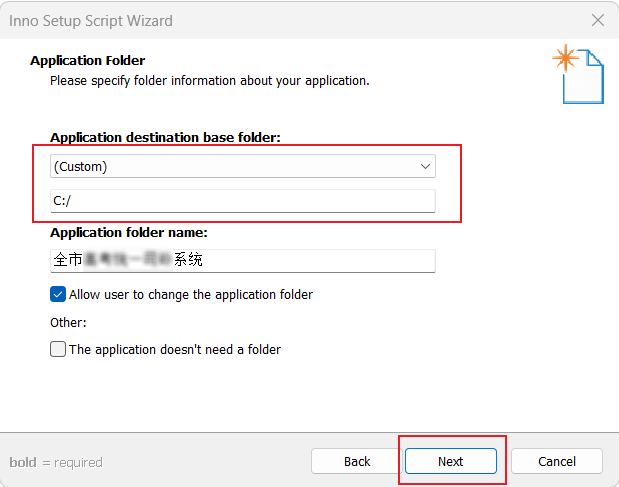 Inno Setup Script Wizard
Application Folder
Please specify folder information about your application.
Application destination base folder:
(Custom)
C:/
Application folder name:
全市 系统
Allow user to change the application folder
Other:
The application doesn't need a folder
bold = required
Back
Next
Cancel